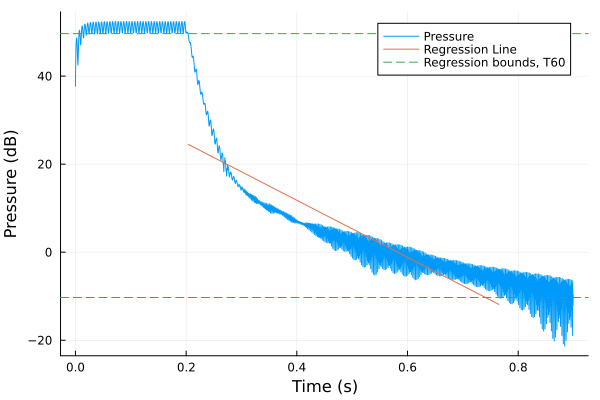 Pressure
Regression Line
Regression bounds, T60
40
20
0
−20
Pressure (dB)
0.0 0.2 0.4 0.6 0.8
Time (s)